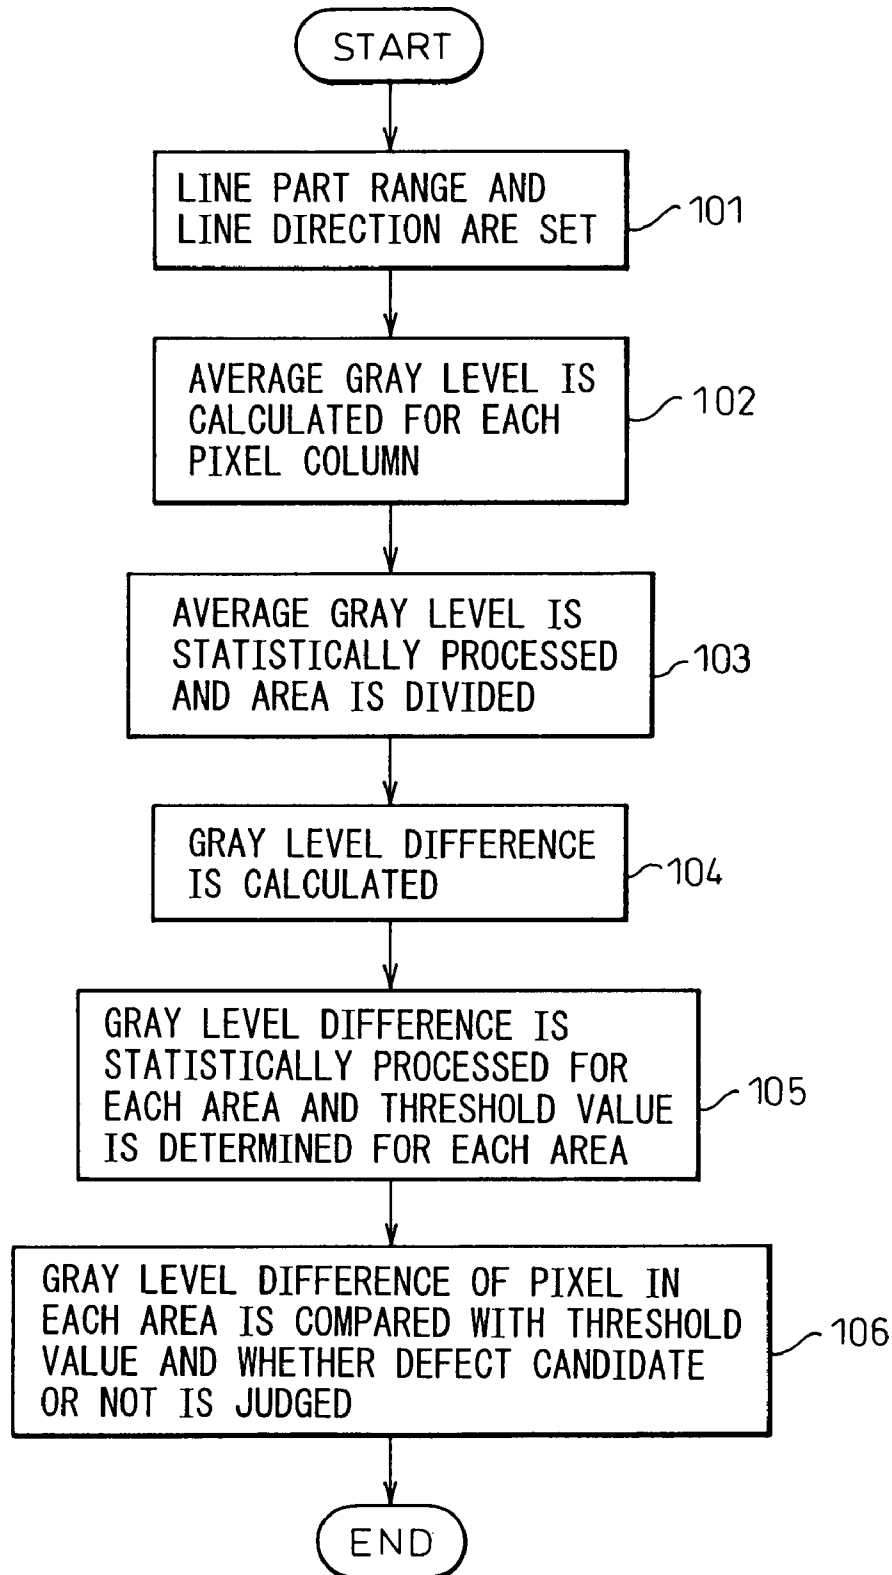 START
LINE PART RANGE AND
LINE DIRECTION ARE SET
101
AVERAGE GRAY LEVEL IS
CALCULATED FOR EACH
PIXEL COLUMN
102
AVERAGE GRAY LEVEL IS
STATISTICALLY PROCESSED
AND AREA IS DIVIDED
103
GRAY LEVEL DIFFERENCE
IS CALCULATED
104
GRAY LEVEL DIFFERENCE IS
STATISTICALLY PROCESSED FOR
EACH AREA AND THRESHOLD VALUE
IS DETERMINED FOR EACH AREA
105
GRAY LEVEL DIFFERENCE OF PIXEL IN
EACH AREA IS COMPARED WITH THRESHOLD
VALUE AND WHETHER DEFECT CANDIDATE
OR NOT IS JUDGED
106
END